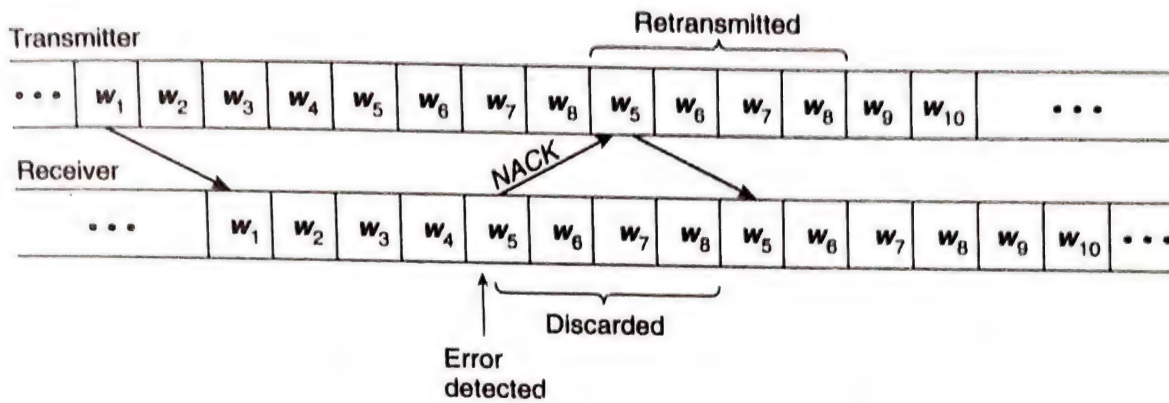 Retransmitted
Transmitter
••• w₁ w₂ w₃ w₄ w₅ w₆ w₇ w₈ w₅ w₆ w₇ w₈ w₉ w₁₀ •••
NACK
Receiver
••• w₁ w₂ w₃ w₄ w₅ w₆ w₇ w₈ w₅ w₆ w₇ w₈ w₉ w₁₀ •••
Discarded
Error
detected